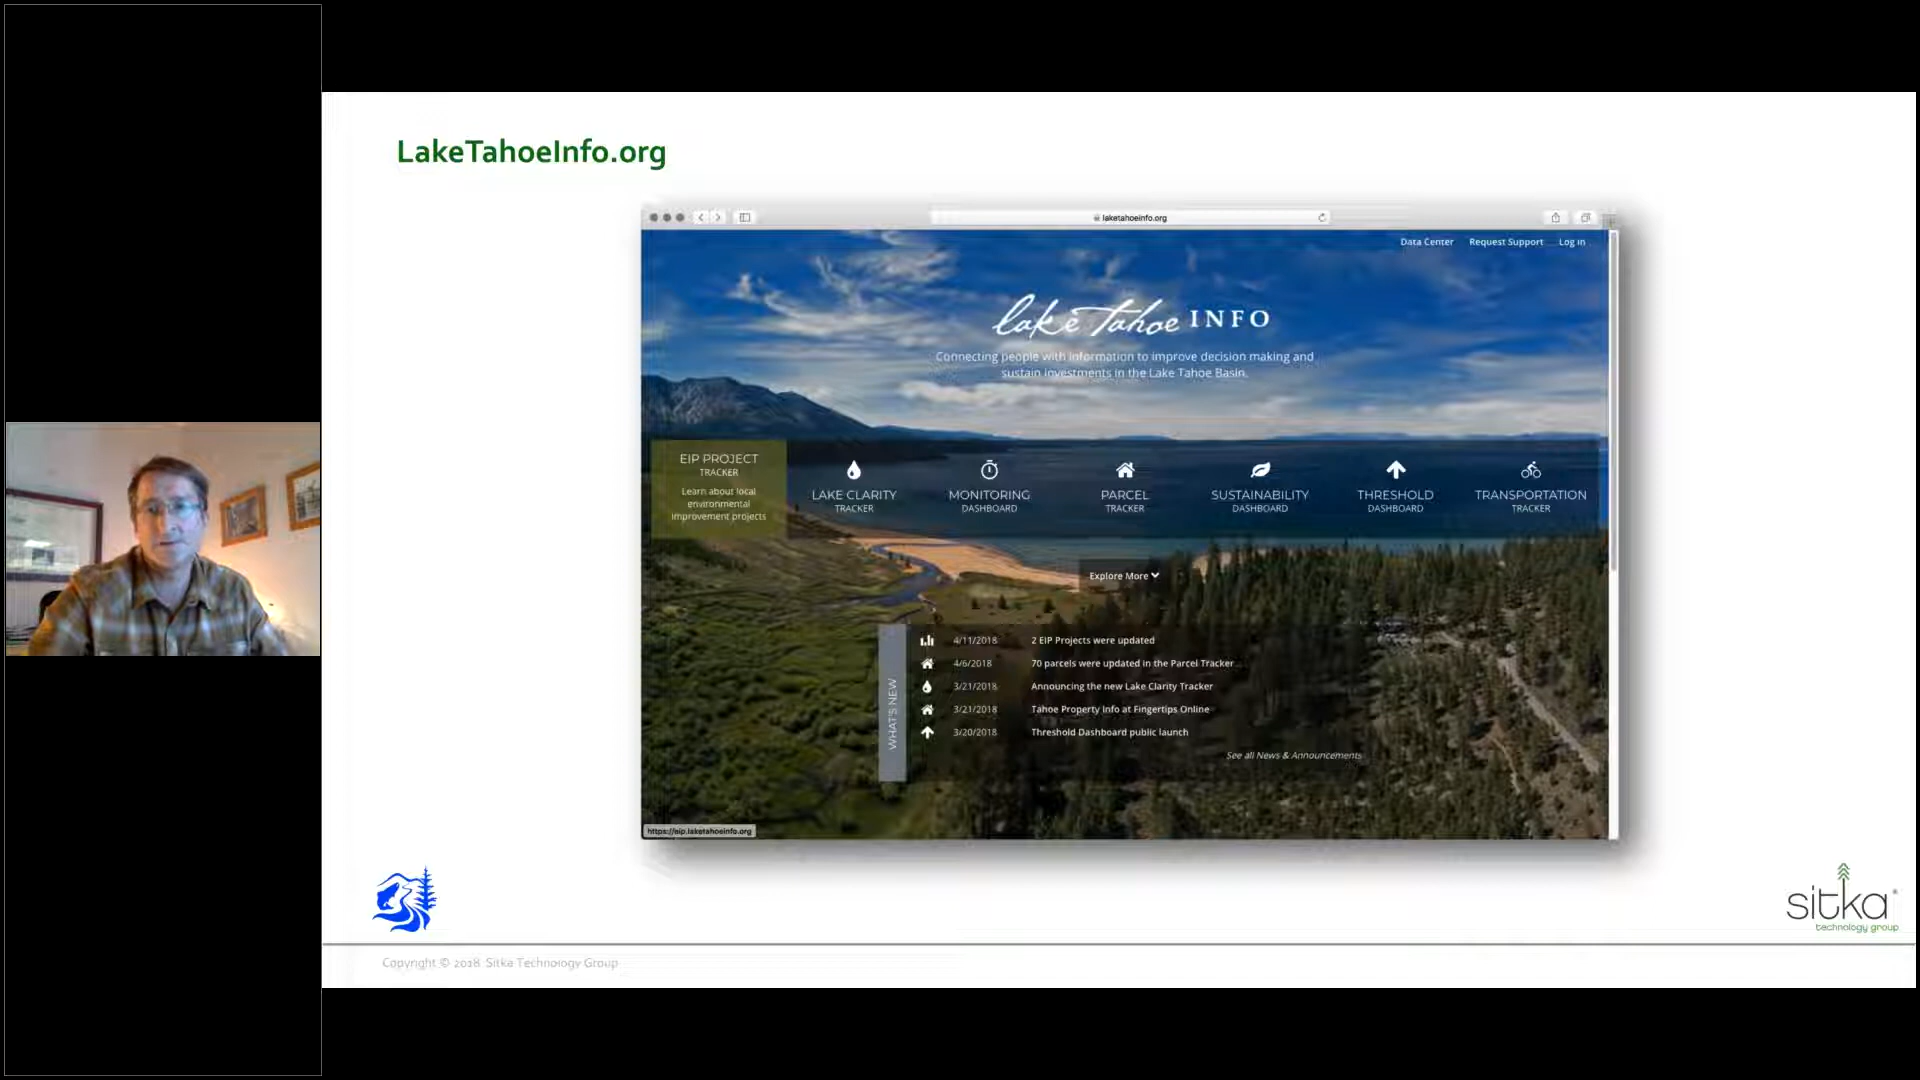 LakeTahoeInfo.org
laketahoeinfo.org
Data Center Request Support Log in
lake Tahoe INFO
Connecting people with information to improve decision making and
sustain investments in the Lake Tahoe Basin.
EIP PROJECT
TRACKER
Learn about local
environmental
improvement projects
LAKE CLARITY
TRACKER
MONITORING
DASHBOARD
PARCEL
TRACKER
SUSTAINABILITY
DASHBOARD
THRESHOLD
DASHBOARD
TRANSPORTATION
TRACKER
Explore More
WHAT'S NEW
4/11/2018 2 EIP Projects were updated
4/6/2018 70 parcels were updated in the Parcel Tracker
3/21/2018 Announcing the new Lake Clarity Tracker
3/21/2018 Tahoe Property Info at Fingertips Online
3/20/2018 Threshold Dashboard public launch
See all News & Announcements
https://eip.laketahoeinfo.org
sitka
technology group
Copyright © 2018 Sitka Technology Group